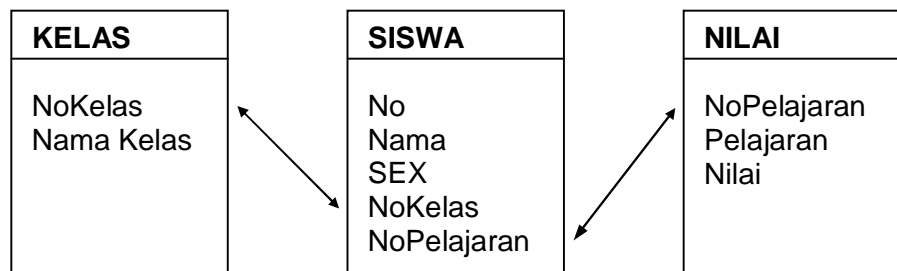 KELAS
NoKelas
Nama Kelas
SISWA
No
Nama
SEX
NoKelas
NoPelajaran
NILAI
NoPelajaran
Pelajaran
Nilai